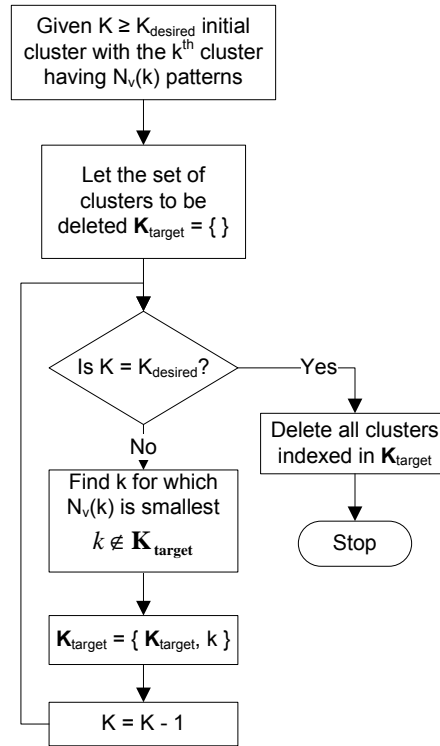 Given K ≥ K_desired initial
cluster with the k^th cluster
having N_v(k) patterns
Let the set of
clusters to be
deleted K_target = { }
Is K = K_desired?
Yes
No
Delete all clusters
indexed in K_target
Stop
Find k for which
N_v(k) is smallest
k ∉ K_target
K_target = { K_target, k }
K = K - 1